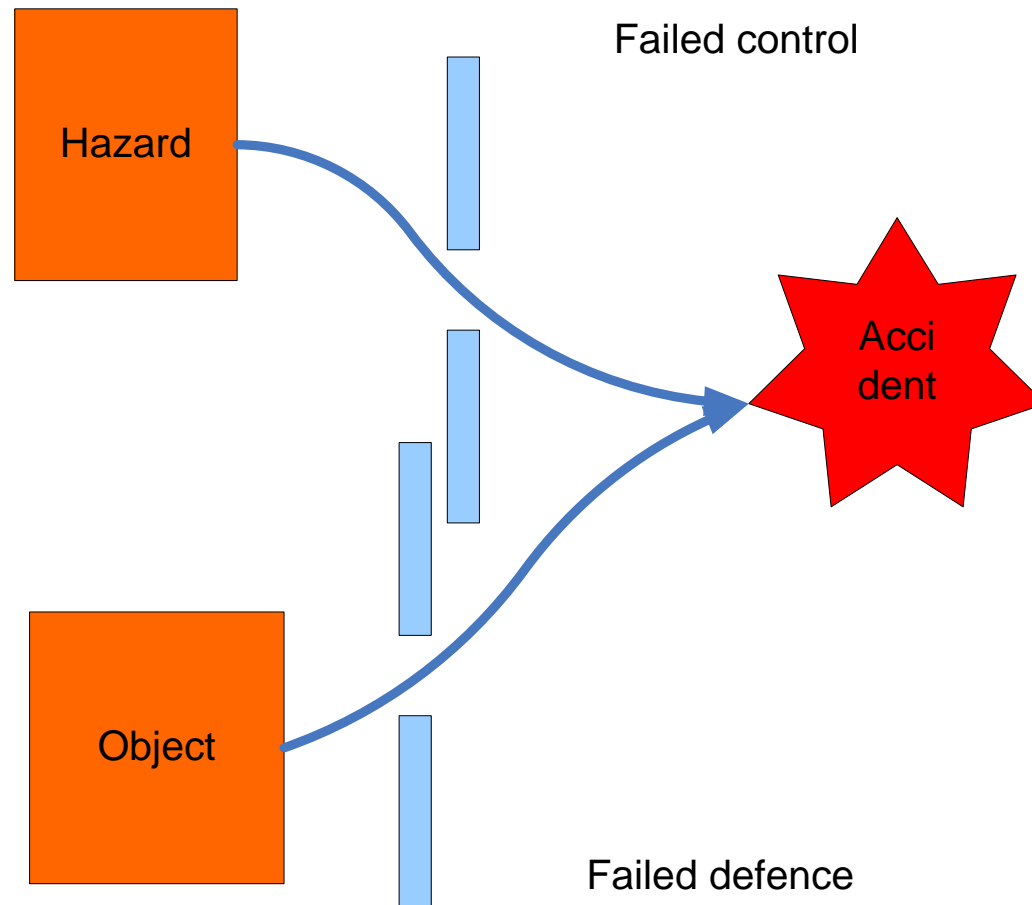 Failed control
Hazard
Acci
dent
Object
Failed defence